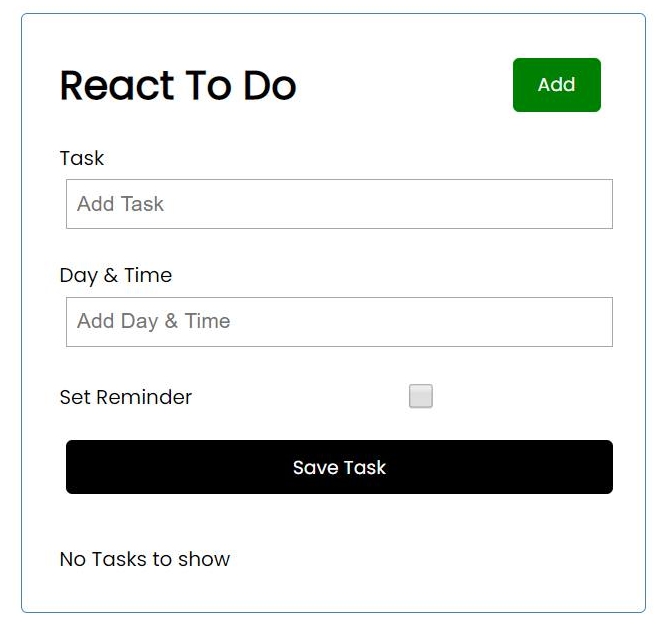 React To Do
Add
Task
Add Task
Day & Time
Add Day & Time
Set Reminder
Save Task
No Tasks to show